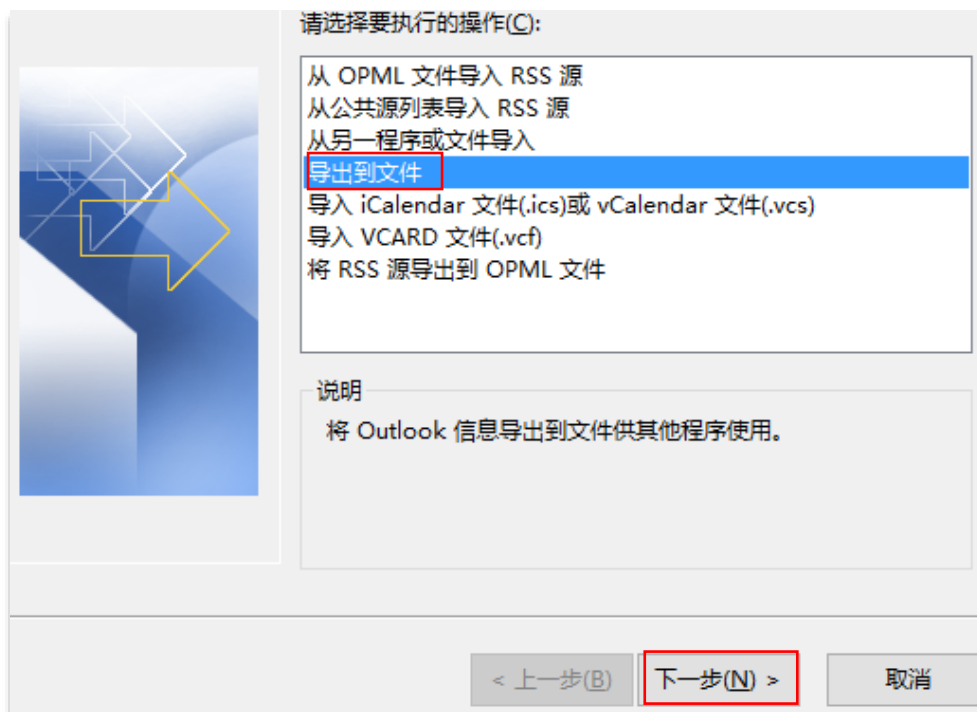 请选择要执行的操作(C):
从 OPML 文件导入 RSS 源
从公共源列表导入 RSS 源
从另一程序或文件导入
导出到文件
导入 iCalendar 文件(.ics)或 vCalendar 文件(.vcs)
导入 VCARD 文件(.vcf)
将 RSS 源导出到 OPML 文件
说明
将 Outlook 信息导出到文件供其他程序使用。
< 上一步(B)
下一步(N) >
取消